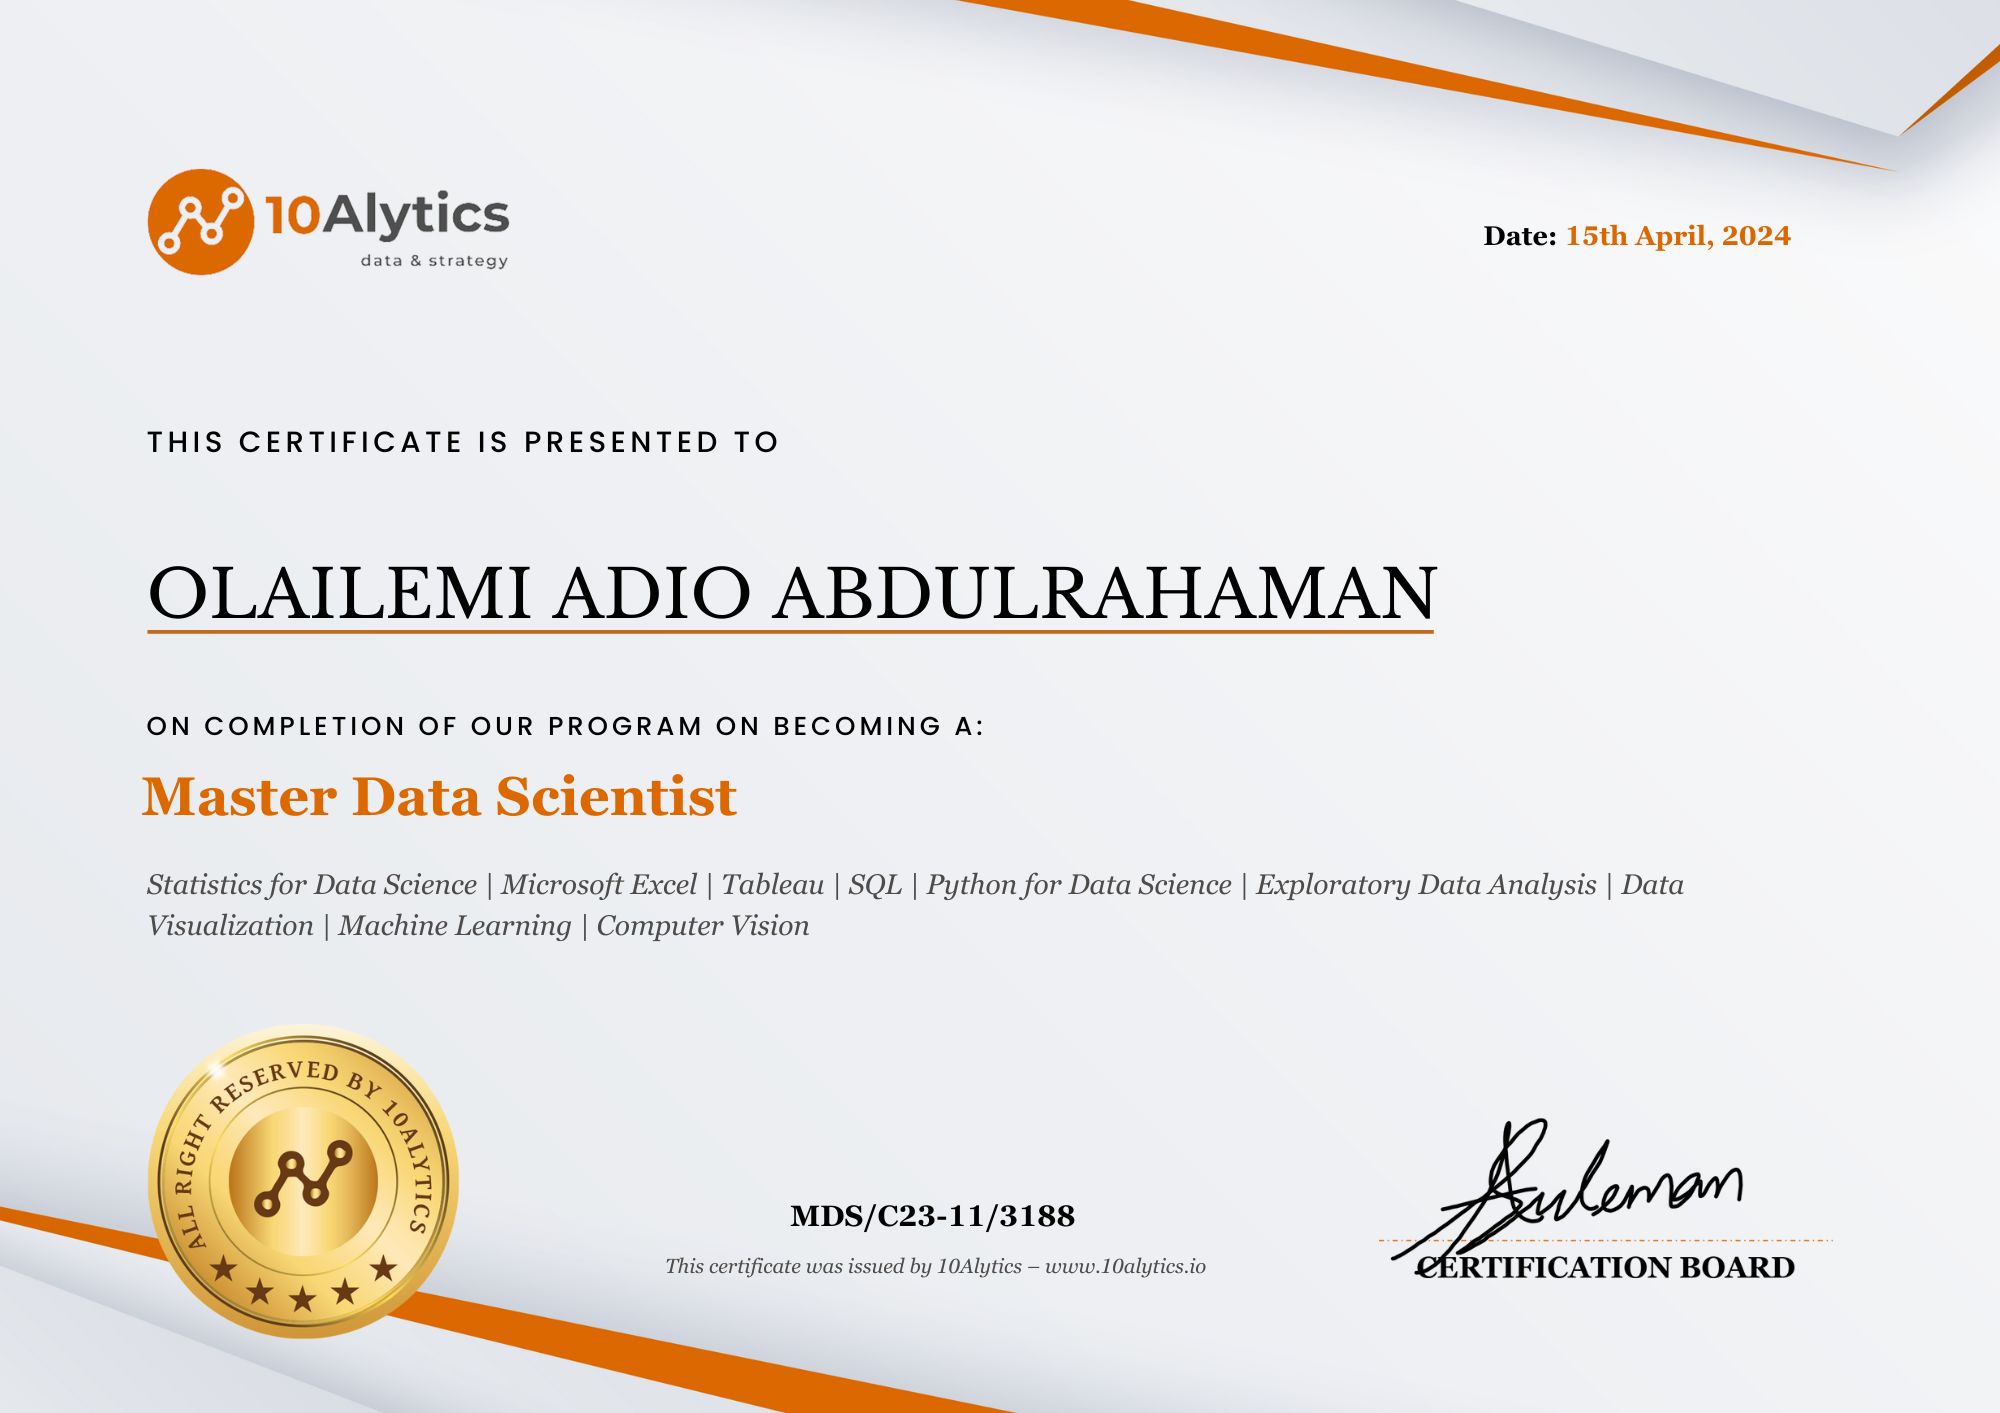 10Alytics
data & strategy
Date: 15th April, 2024
THIS CERTIFICATE IS PRESENTED TO
OLAILEMI ADIO ABDULRAHAMAN
ON COMPLETION OF OUR PROGRAM ON BECOMING A:
Master Data Scientist
Statistics for Data Science | Microsoft Excel | Tableau | SQL | Python for Data Science | Exploratory Data Analysis | Data
Visualization | Machine Learning | Computer Vision
ALL RIGHT RESERVED BY 10ALYTICS
MDS/C23-11/3188
This certificate was issued by 10Alytics – www.10alytics.io
Suleman
CERTIFICATION BOARD